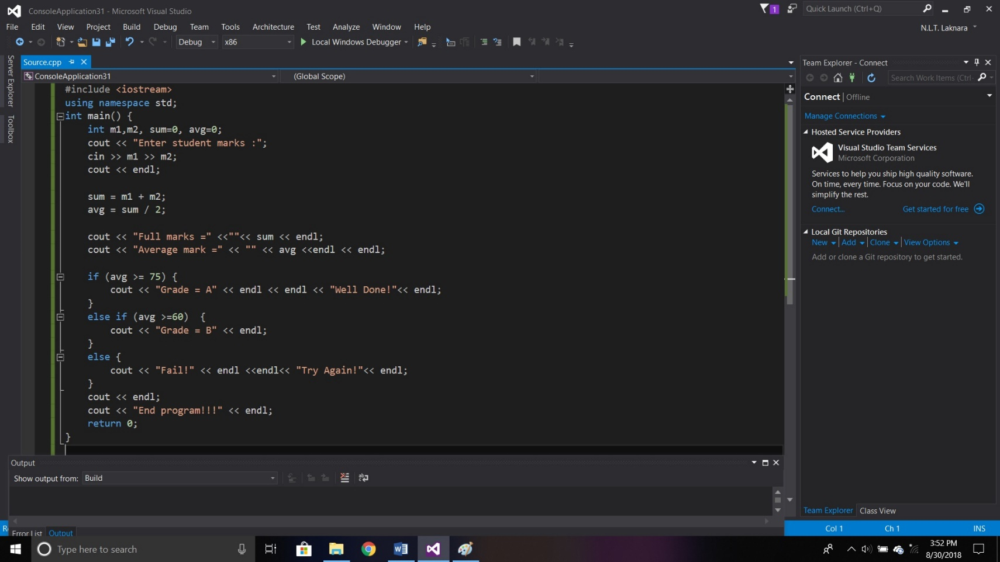 ConsoleApplication31 - Microsoft Visual Studio
1
Quick Launch (Ctrl+Q)
File Edit View Project Build Debug Team Tools Architecture Test Analyze Window Help
N.L.T. Laknara
Debug x86 Local Windows Debugger
Server Explorer
Toolbox
Source.cpp
ConsoleApplication31 (Global Scope)
#include <iostream>
using namespace std;
int main() {
    int m1,m2, sum=0, avg=0;
    cout << "Enter student marks :";
    cin >> m1 >> m2;
    cout << endl;
    sum = m1 + m2;
    avg = sum / 2;
    cout << "Full marks =" <<""<< sum << endl;
    cout << "Average mark =" << "" << avg <<endl << endl;
    if (avg >= 75) {
        cout << "Grade = A" << endl << endl << "Well Done!"<< endl;
    }
    else if (avg >=60)  {
        cout << "Grade = B" << endl;
    }
    else {
        cout << "Fail!" << endl <<endl<< "Try Again!"<< endl;
    }
    cout << endl;
    cout << "End program!!!" << endl;
    return 0;
}
Team Explorer - Connect
Search Work Items (Ctrl
Connect | Offline
Manage Connections
Hosted Service Providers
Visual Studio Team Services
Microsoft Corporation
Services to help you ship high quality software.
On time, every time. Focus on your code. We'll
simplify the rest.
Connect... Get started for free
Local Git Repositories
New Add Clone View Options
Add or clone a Git repository to get started.
Team Explorer Class View
Output
Show output from: Build
Error List Output
Col 1 Ch 1 INS
Type here to search
3:52 PM
8/30/2018